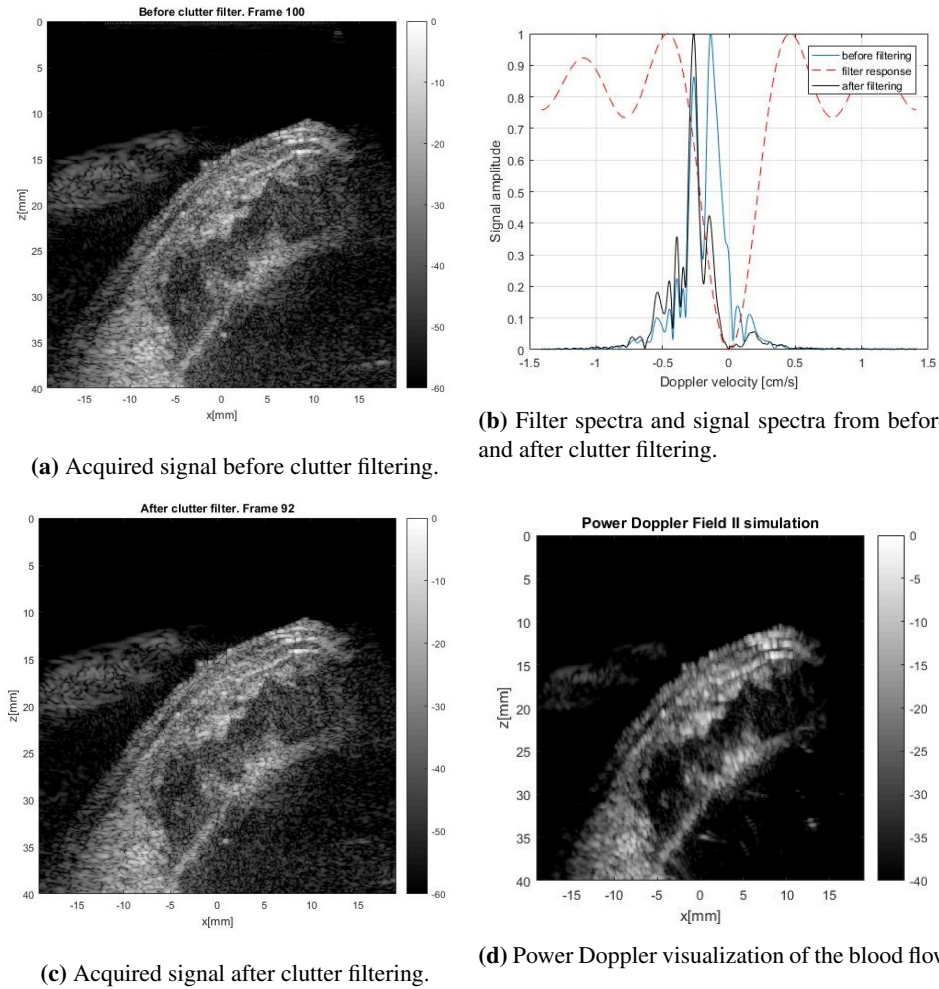 Before clutter filter. Frame 100
0
5
10
15
20
25
30
35
40
z[mm]
-15 -10 -5 0 5 10 15
x[mm]
0
-10
-20
-30
-40
-50
-60
(a) Acquired signal before clutter filtering.
1
0.9
0.8
0.7
0.6
0.5
0.4
0.3
0.2
0.1
0
Signal amplitude
before filtering
filter response
after filtering
-1.5 -1 -0.5 0 0.5 1 1.5
Doppler velocity [cm/s]
(b) Filter spectra and signal spectra from before
and after clutter filtering.
After clutter filter. Frame 92
0
5
10
15
20
25
30
35
40
z[mm]
-15 -10 -5 0 5 10 15
x[mm]
0
-10
-20
-30
-40
-50
-60
(c) Acquired signal after clutter filtering.
Power Doppler Field II simulation
0
5
10
15
20
25
30
35
40
z[mm]
-15 -10 -5 0 5 10 15
x[mm]
0
-5
-10
-15
-20
-25
-30
-35
-40
(d) Power Doppler visualization of the blood flow